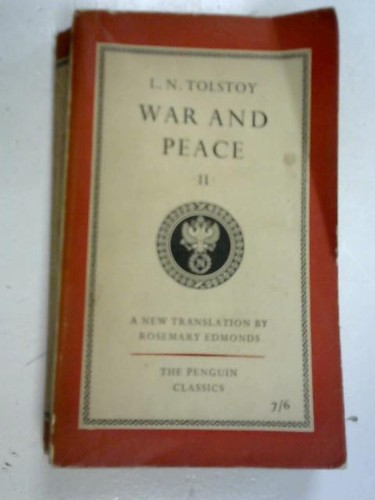 L. N. TOLSTOY
WAR AND
PEACE
·II·
A NEW TRANSLATION BY
ROSEMARY EDMONDS
THE PENGUIN
CLASSICS
7/6